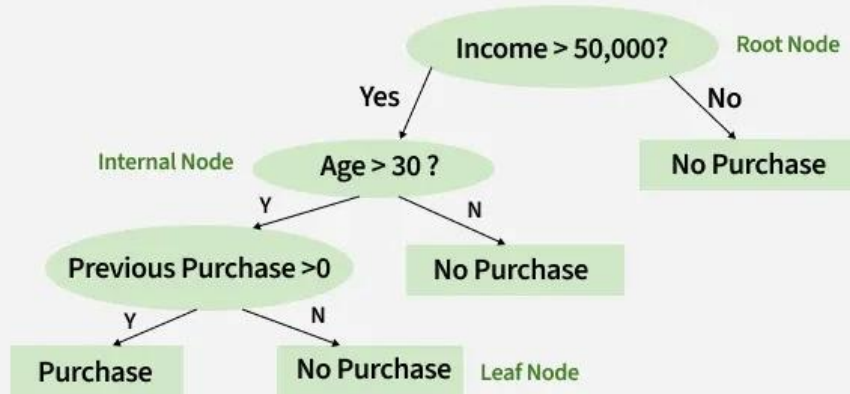 Income > 50,000?
Root Node
Yes
No
Internal Node
Age > 30 ?
No Purchase
Y
N
Previous Purchase >0
No Purchase
Y
N
Purchase
No Purchase
Leaf Node